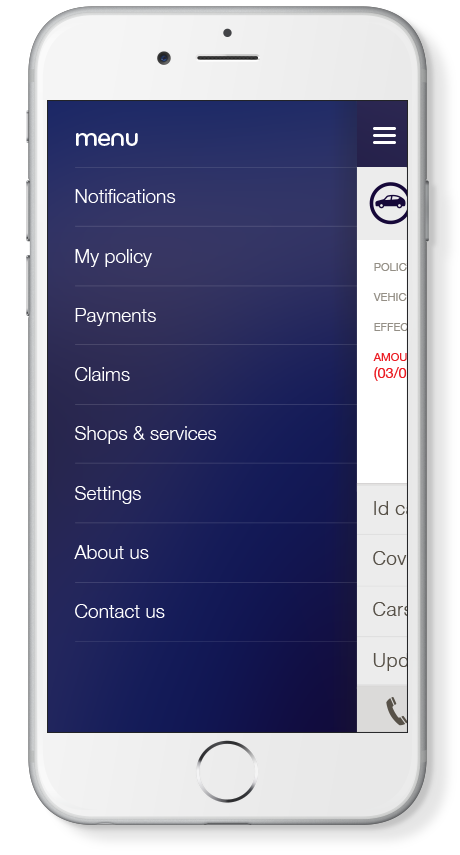 menu
Notifications
My policy
Payments
Claims
Shops & services
Settings
About us
Contact us
POLIC
VEHIC
EFFEC
AMOU
(03/0
Id ca
Cov
Cars
Upd